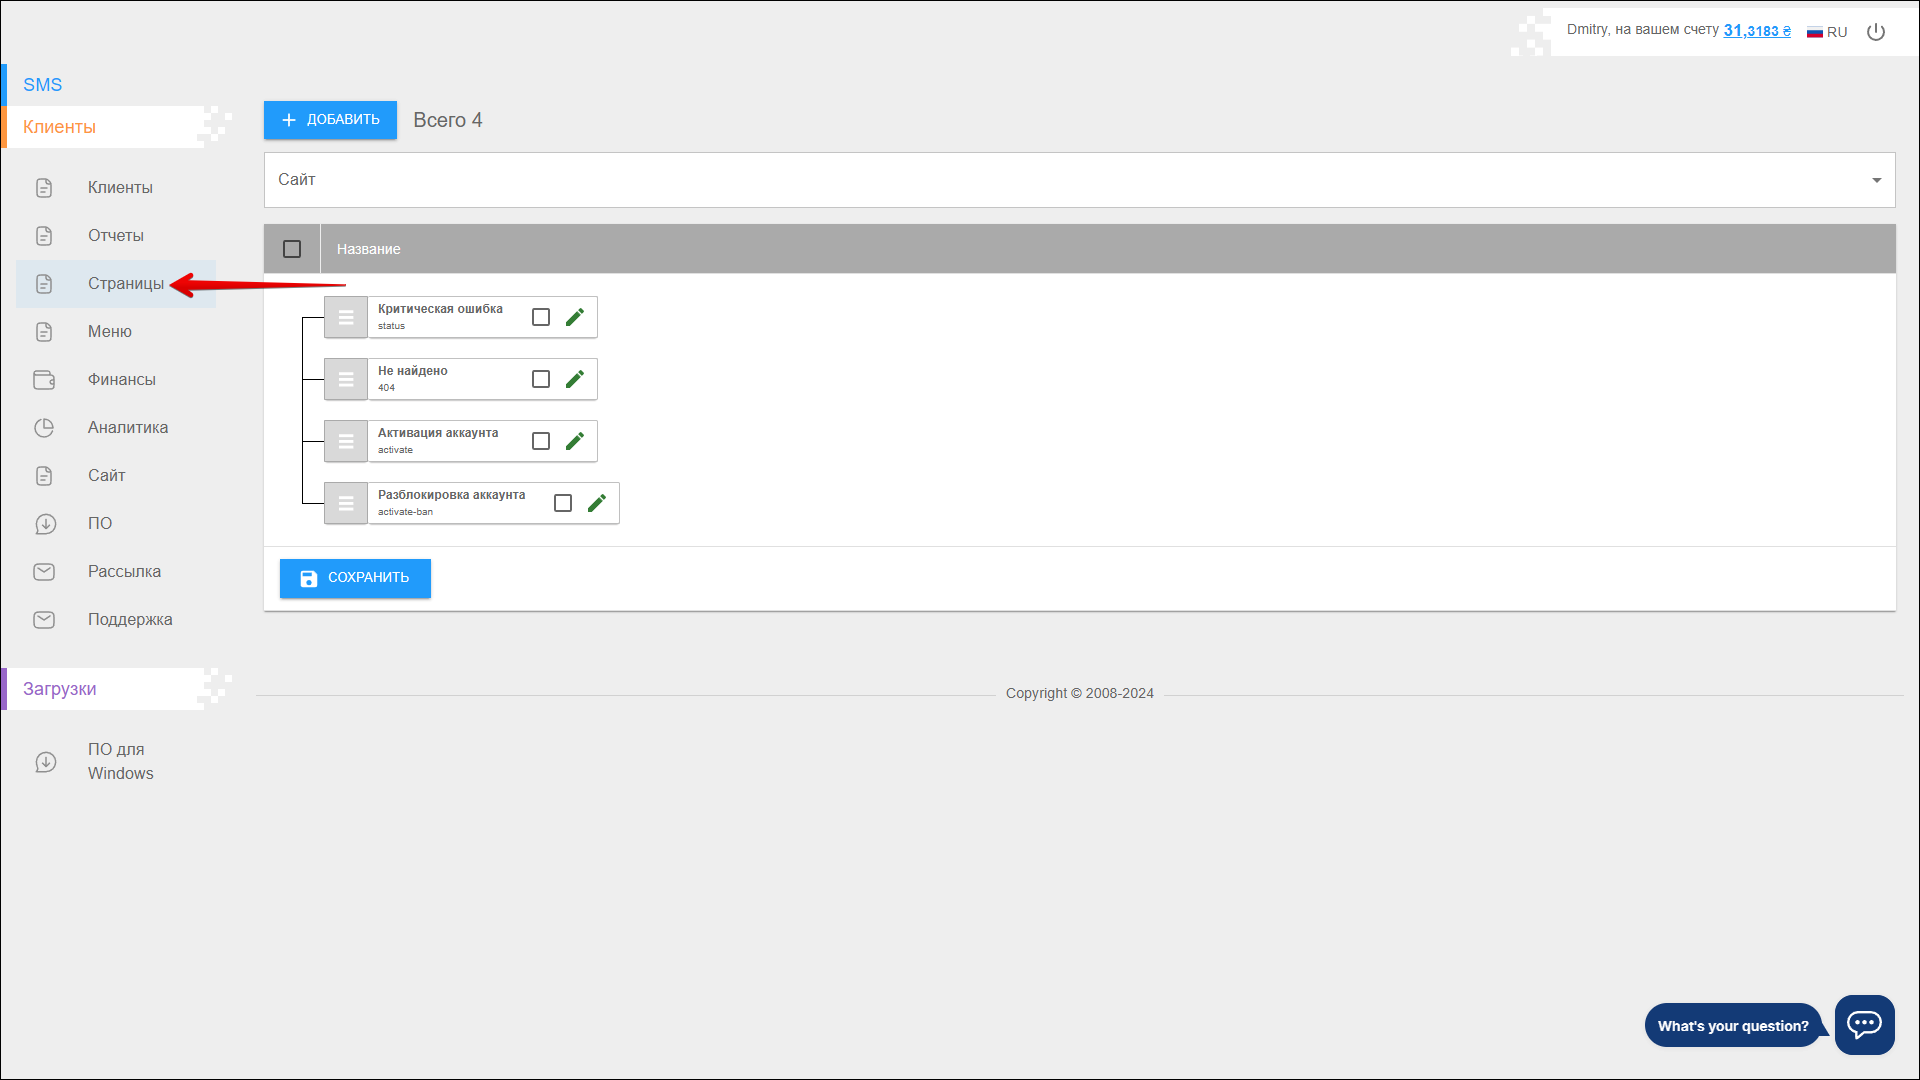 Dmitry, на вашем счету 31,3183 ₴ RU
SMS
Клиенты
Клиенты
Отчеты
Страницы
Меню
Финансы
Аналитика
Сайт
ПО
Рассылка
Поддержка
Загрузки
ПО для
Windows
ДОБАВИТЬ Всего 4
Сайт
Название
Критическая ошибка
status
Не найдено
404
Активация аккаунта
activate
Разблокировка аккаунта
activate-ban
СОХРАНИТЬ
Copyright © 2008-2024
What's your question?